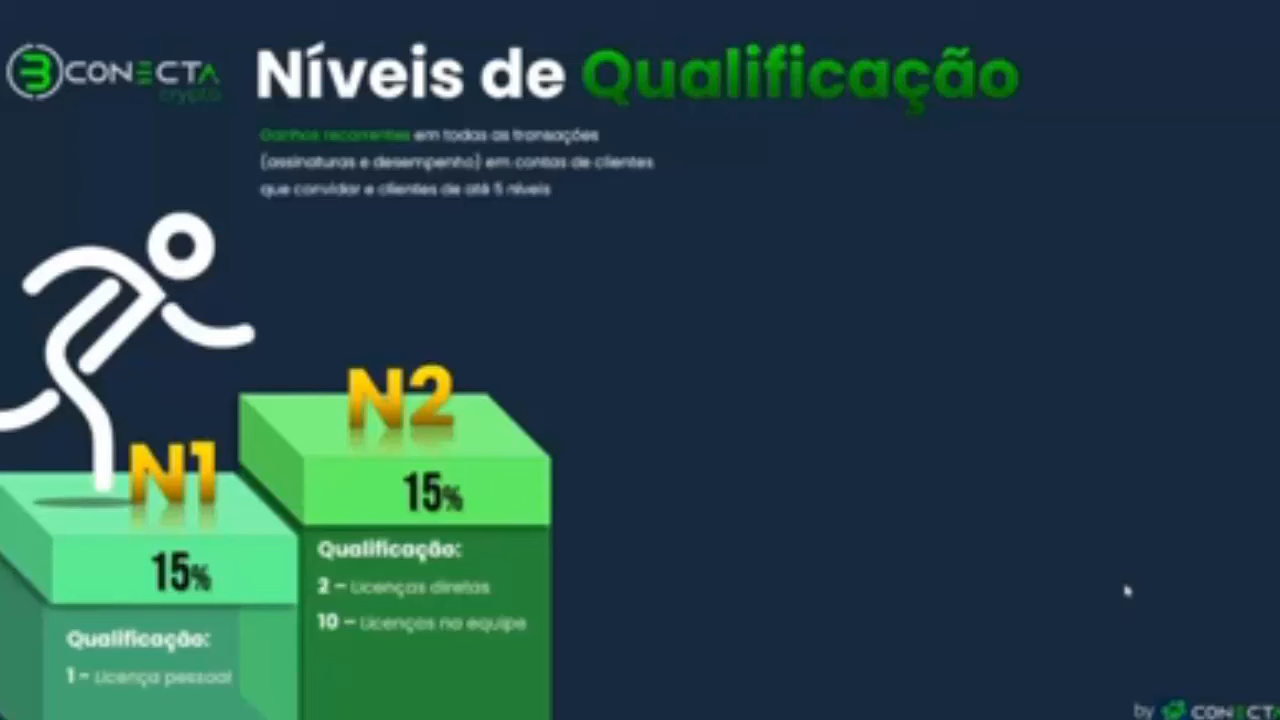 CONECTA
crypto
Níveis de Qualificação
Ganhos recorrentes em todas as transações
(assinaturas e desempenho) em contas de clientes
que convidar e clientes de até 5 níveis
N2
15%
Qualificação:
2 – Licenças diretas
10 – Licenças na equipe
N1
15%
Qualificação:
1 – Licença pessoal
by CONECTA